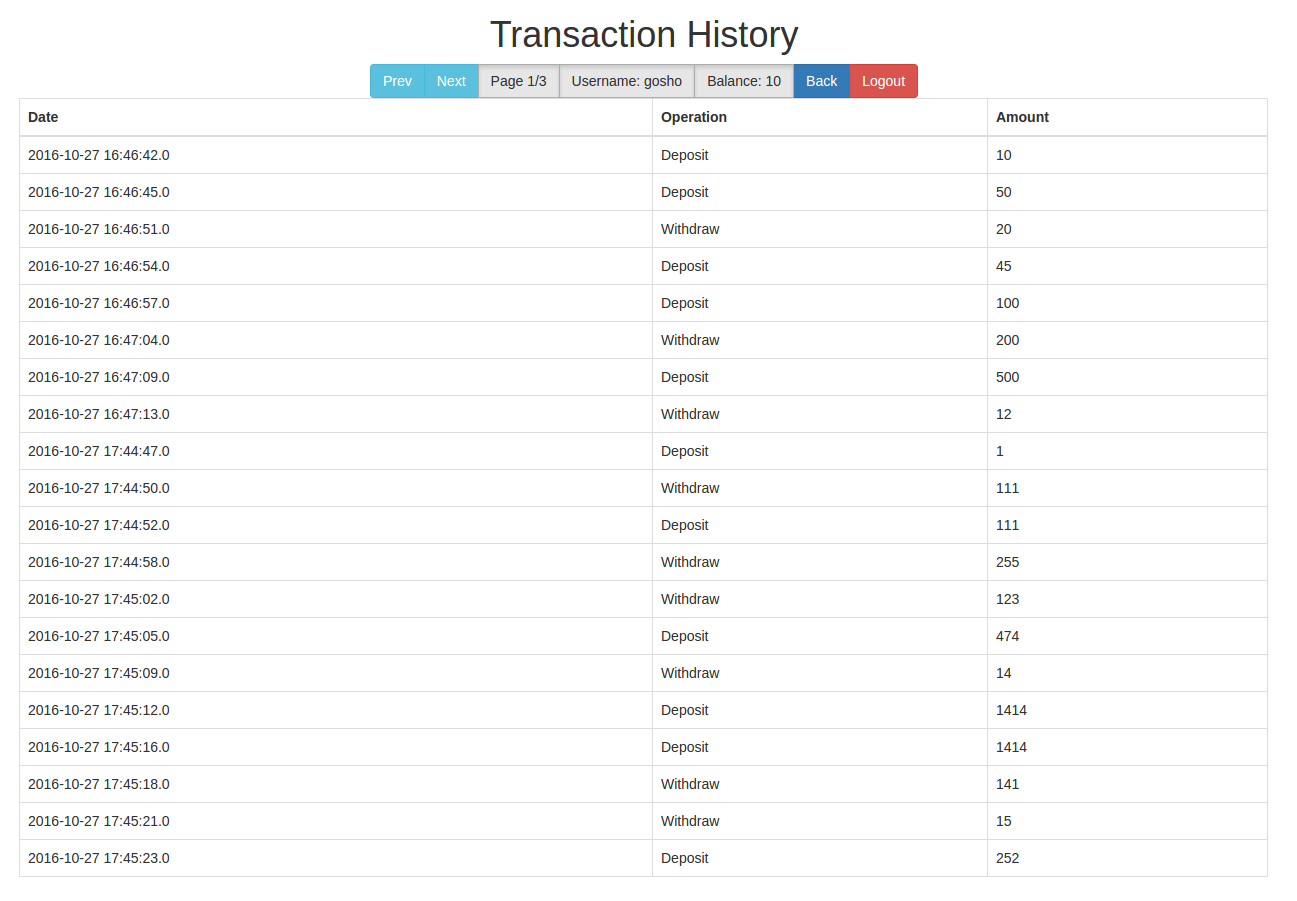 Transaction History
Prev Next Page 1/3 Username: gosho Balance: 10 Back Logout
Date Operation Amount
2016-10-27 16:46:42.0 Deposit 10
2016-10-27 16:46:45.0 Deposit 50
2016-10-27 16:46:51.0 Withdraw 20
2016-10-27 16:46:54.0 Deposit 45
2016-10-27 16:46:57.0 Deposit 100
2016-10-27 16:47:04.0 Withdraw 200
2016-10-27 16:47:09.0 Deposit 500
2016-10-27 16:47:13.0 Withdraw 12
2016-10-27 17:44:47.0 Deposit 1
2016-10-27 17:44:50.0 Withdraw 111
2016-10-27 17:44:52.0 Deposit 111
2016-10-27 17:44:58.0 Withdraw 255
2016-10-27 17:45:02.0 Withdraw 123
2016-10-27 17:45:05.0 Deposit 474
2016-10-27 17:45:09.0 Withdraw 14
2016-10-27 17:45:12.0 Deposit 1414
2016-10-27 17:45:16.0 Deposit 1414
2016-10-27 17:45:18.0 Withdraw 141
2016-10-27 17:45:21.0 Withdraw 15
2016-10-27 17:45:23.0 Deposit 252